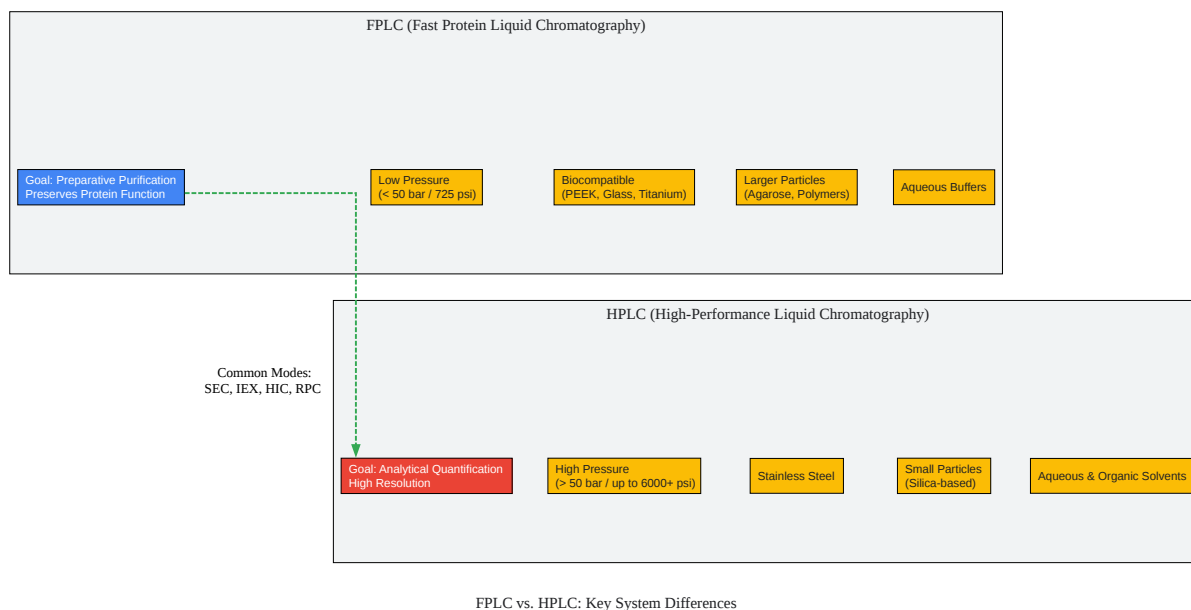 FPLC (Fast Protein Liquid Chromatography)
Goal: Preparative Purification
Preserves Protein Function
Low Pressure
(< 50 bar / 725 psi)
Biocompatible
(PEEK, Glass, Titanium)
Larger Particles
(Agarose, Polymers)
Aqueous Buffers
HPLC (High-Performance Liquid Chromatography)
Common Modes:
SEC, IEX, HIC, RPC
Goal: Analytical Quantification
High Resolution
High Pressure
(> 50 bar / up to 6000+ psi)
Stainless Steel
Small Particles
(Silica-based)
Aqueous & Organic Solvents
FPLC vs. HPLC: Key System Differences